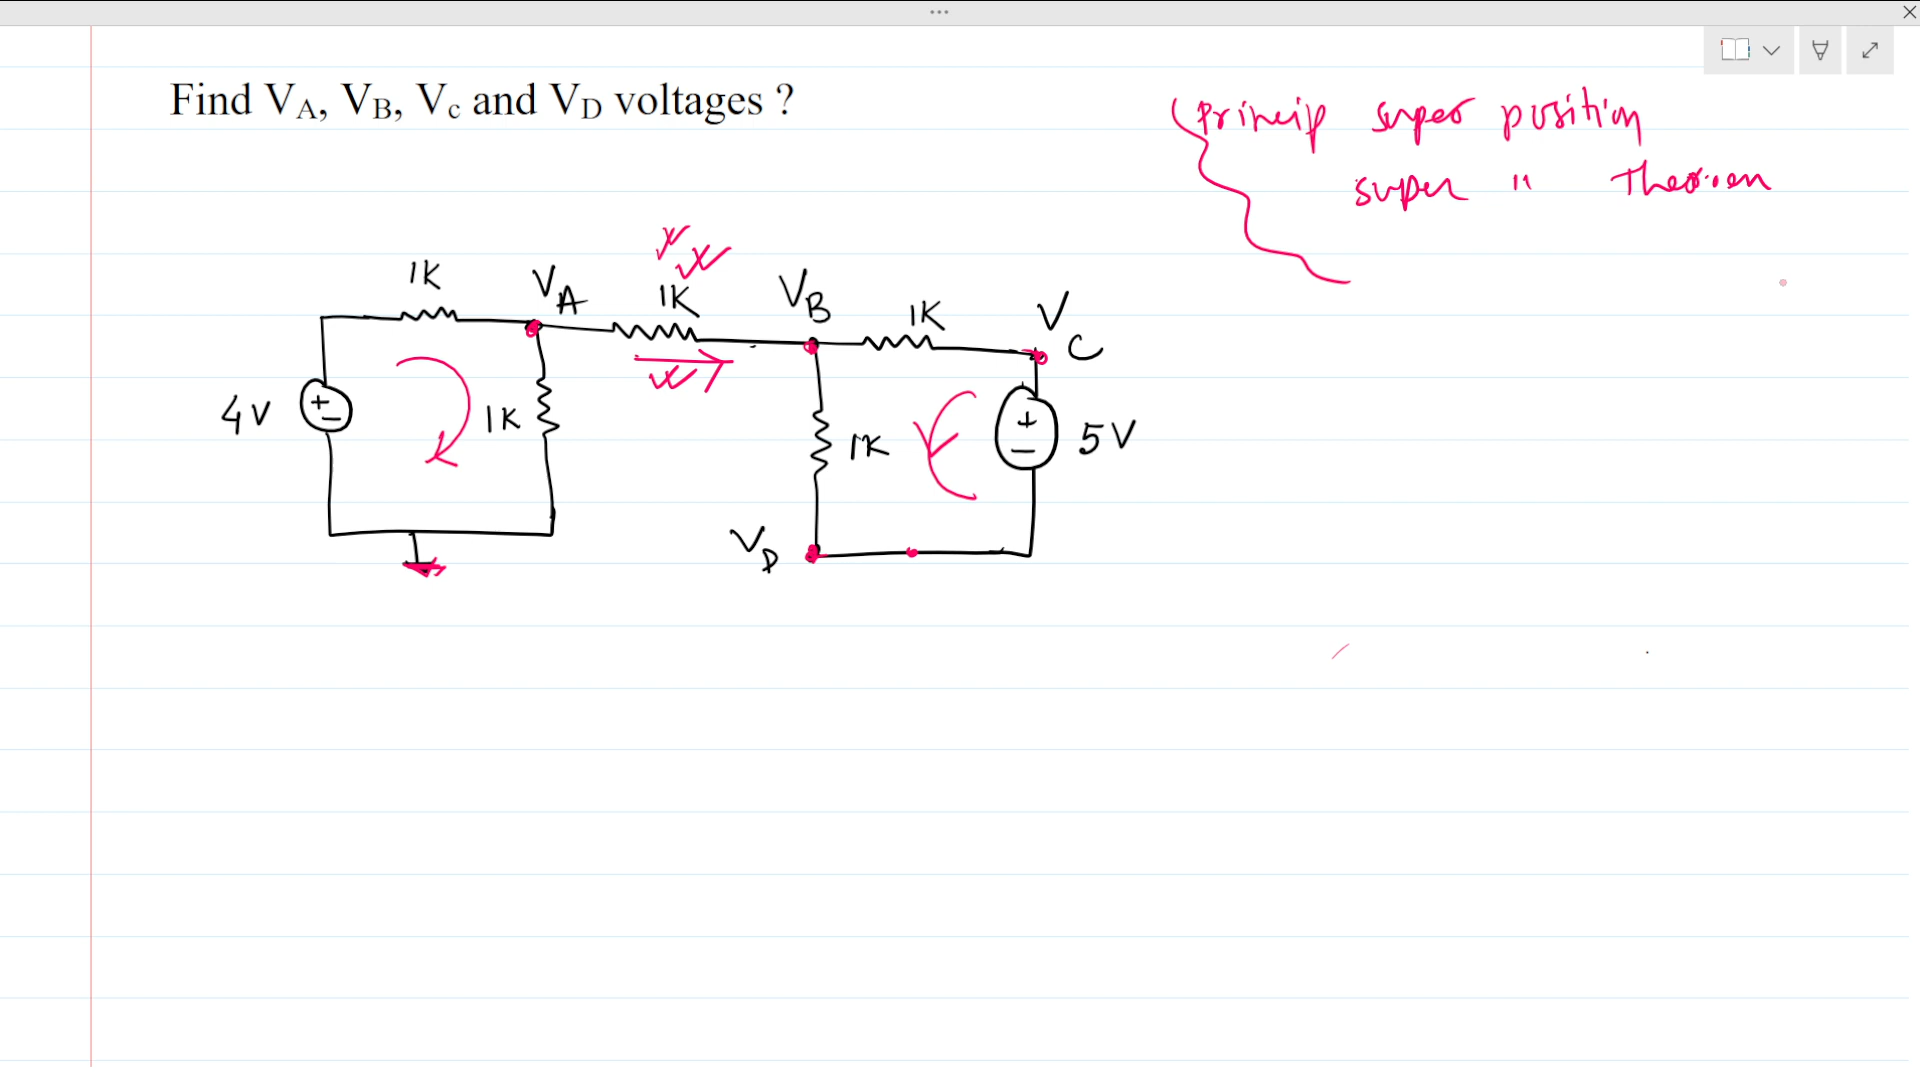 Find VA, VB, Vc and VD voltages ?
Princip super position
super " Theorem
1K
VA
1K
VB
1K
VC
4V
+
-
1K
1K
+
-
5V
VD